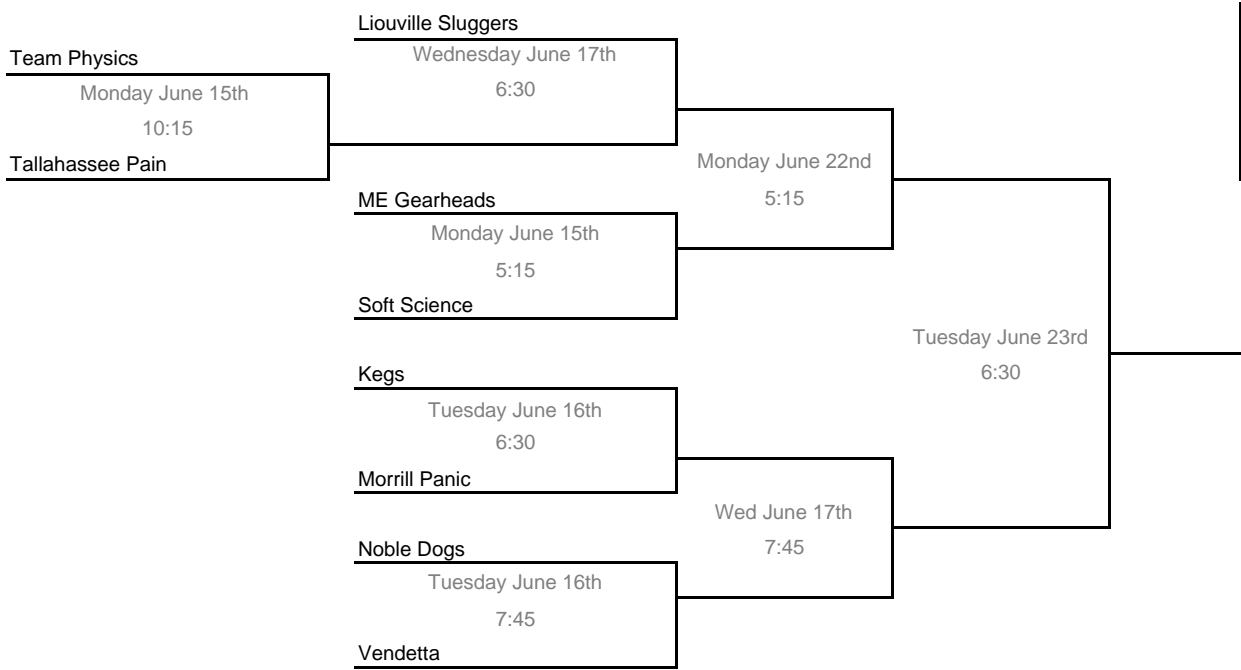 Liouville Sluggers
Team Physics
Wednesday June 17th
6:30
Monday June 15th
10:15
Tallahassee Pain
Monday June 22nd
5:15
ME Gearheads
Monday June 15th
5:15
Soft Science
Tuesday June 23rd
6:30
Kegs
Tuesday June 16th
6:30
Morrill Panic
Wed June 17th
7:45
Noble Dogs
Tuesday June 16th
7:45
Vendetta